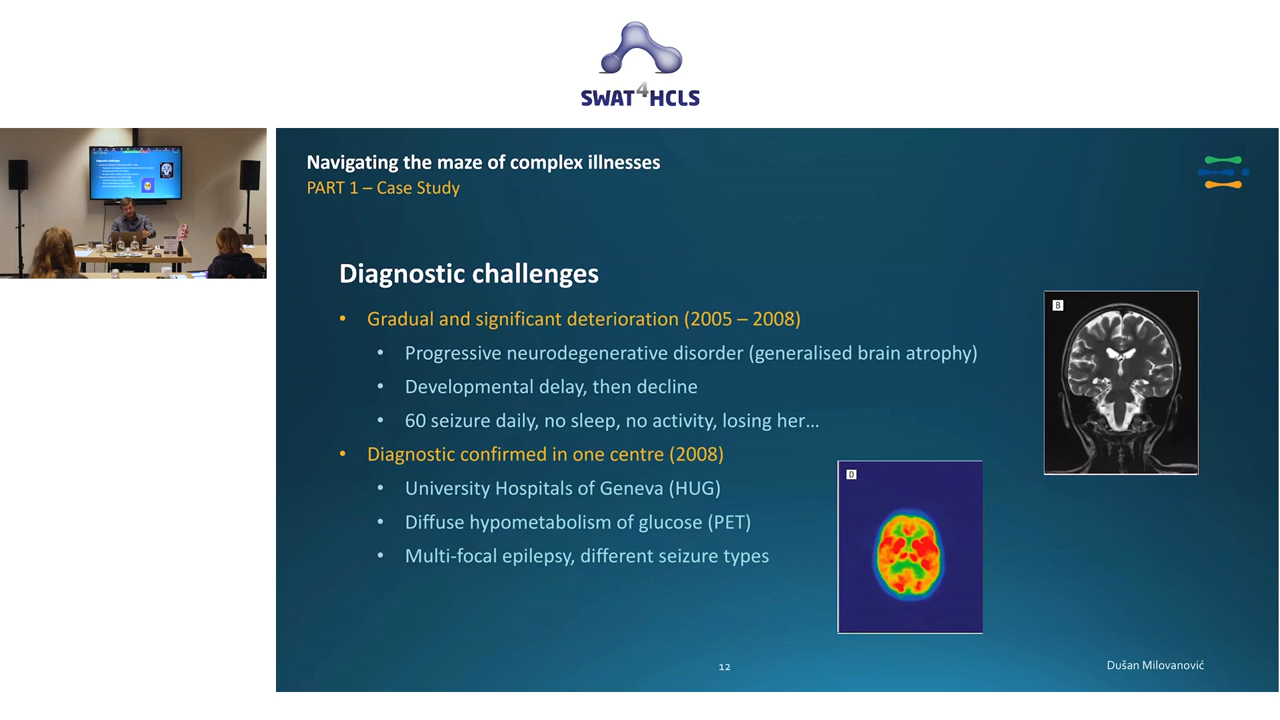 SWAT4HCLS
Navigating the maze of complex illnesses
PART 1 – Case Study
Diagnostic challenges
• Gradual and significant deterioration (2005 – 2008)
• Progressive neurodegenerative disorder (generalised brain atrophy)
• Developmental delay, then decline
• 60 seizure daily, no sleep, no activity, losing her…
• Diagnostic confirmed in one centre (2008)
• University Hospitals of Geneva (HUG)
• Diffuse hypometabolism of glucose (PET)
• Multi-focal epilepsy, different seizure types
B
D
12
Dušan Milovanović